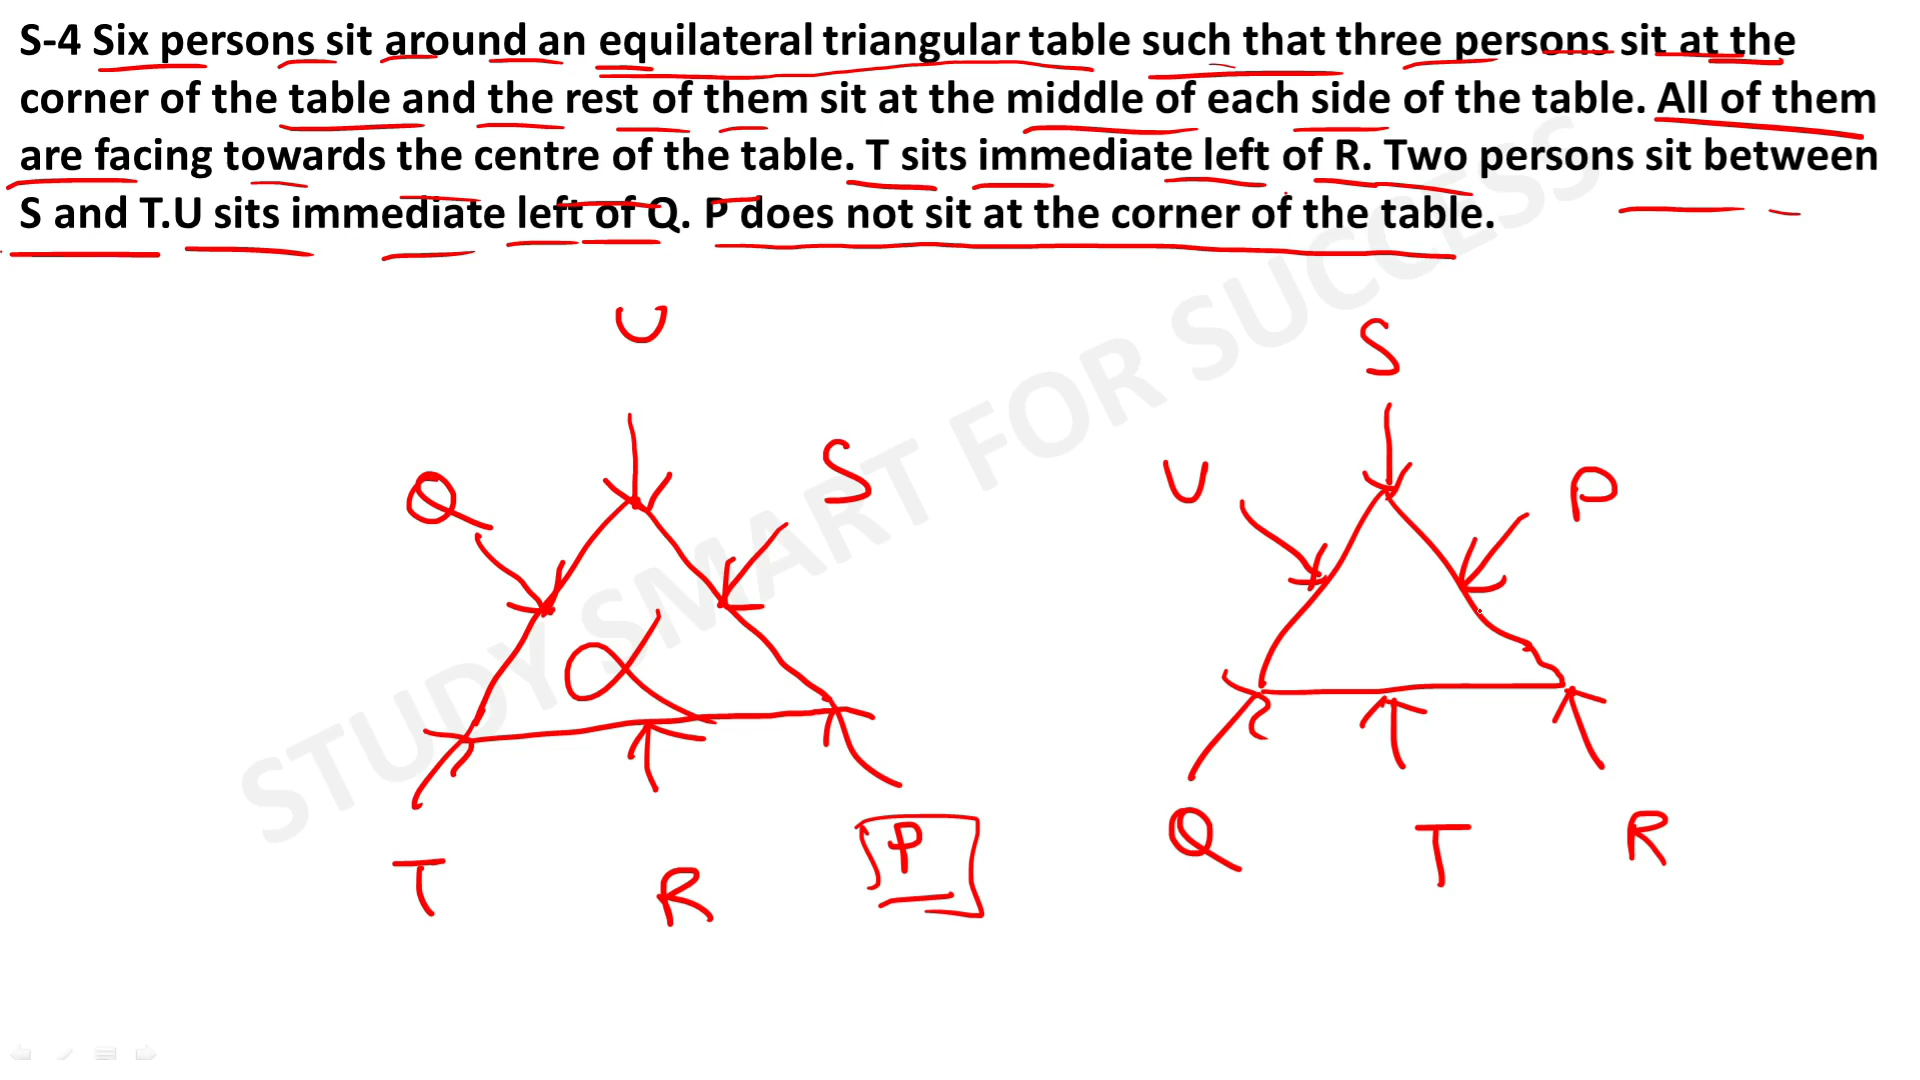 S-4 Six persons sit around an equilateral triangular table such that three persons sit at the
corner of the table and the rest of them sit at the middle of each side of the table. All of them
are facing towards the centre of the table. T sits immediate left of R. Two persons sit between
S and T.U sits immediate left of Q. P does not sit at the corner of the table.
STUDY SMART FOR SUCCESS
U
S
Q
S
U
P
T
R
P
Q
T
R